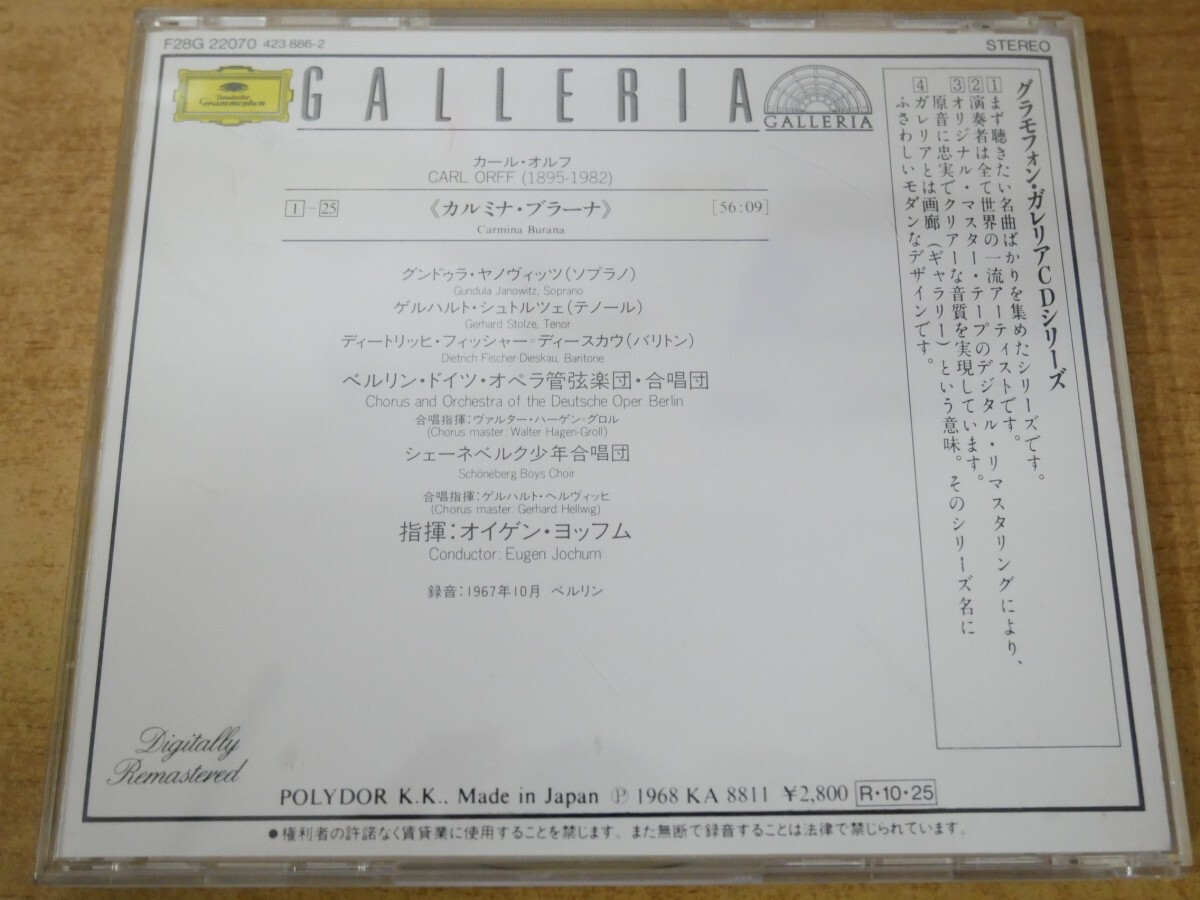 F28G 22070 423 886-2
STEREO
Deutsche Grammophon
GALLERIA
GALLERIA
カール・オルフ
CARL ORFF (1895-1982)
1-25 《カルミナ・ブラーナ》 [56:09]
Carmina Burana
グンドゥラ・ヤノヴィッツ(ソプラノ)
Gundula Janowitz, Soprano
ゲルハルト・シュトルツェ(テノール)
Gerhard Stolze, Tenor
ディートリッヒ・フィッシャー=ディースカウ(バリトン)
Dietrich Fischer-Dieskau, Baritone
ベルリン・ドイツ・オペラ管弦楽団・合唱団
Chorus and Orchestra of the Deutsche Oper Berlin
合唱指揮:ヴァルター・ハーゲン=グロル
(Chorus master: Walter Hagen-Groll)
シェーネベルク少年合唱団
Schöneberg Boys Choir
合唱指揮:ゲルハルト・ヘルヴィッヒ
(Chorus master: Gerhard Hellwig)
指揮:オイゲン・ヨッフム
Conductor: Eugen Jochum
録音:1967年10月 ベルリン
グラモフォン・ガレリアCDシリーズ
1 まず聴きたい名曲ばかりを集めたシリーズです。
2 演奏者は全て世界の一流アーティストです。
3 オリジナル・マスター・テープのデジタル・リマスタリングにより、
原音に忠実でクリアーな音質を実現しています。
4 ガレリアとは画廊(ギャラリー)という意味。そのシリーズ名に
ふさわしいモダンなデザインです。
Digitally
Remastered
POLYDOR K.K., Made in Japan Ⓟ 1968 KA 8811 ¥2,800 R・10・25
●権利者の許諾なく賃貸業に使用することを禁じます。また無断で録音することは法律で禁じられています。